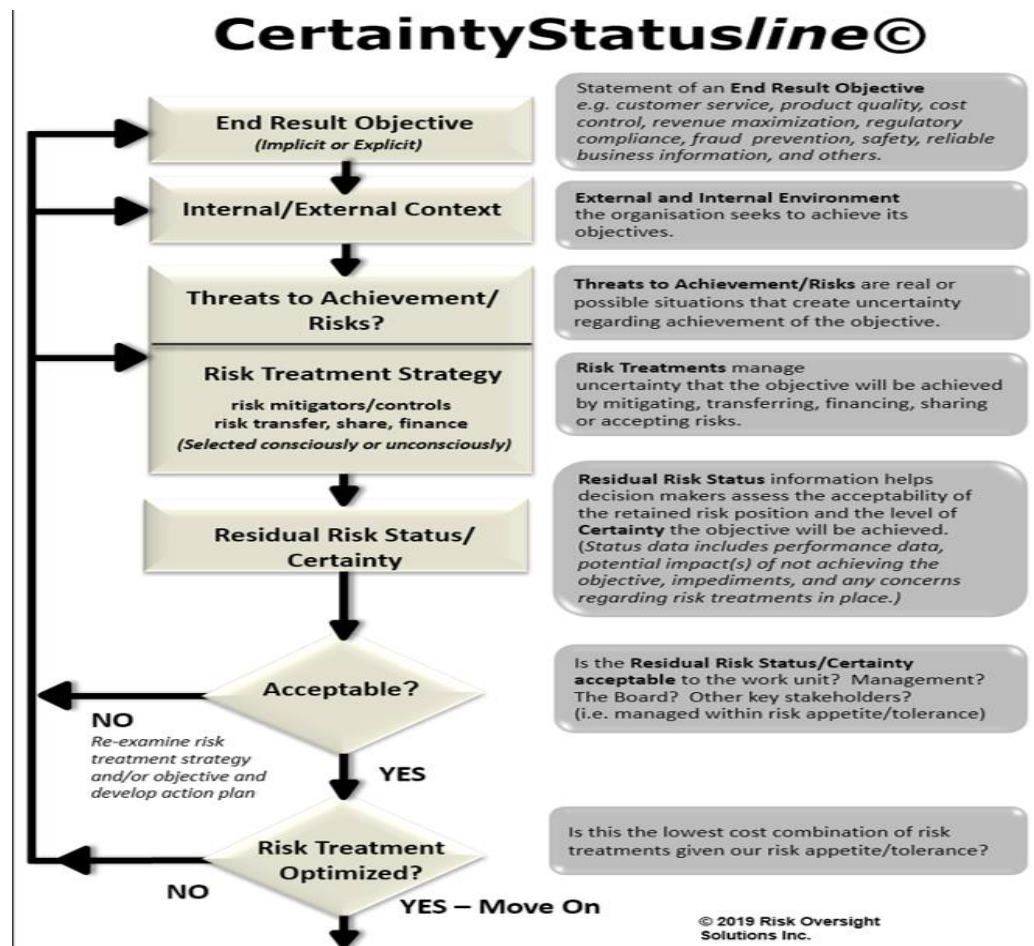 CertaintyStatusline©
End Result Objective
(Implicit or Explicit)
Statement of an End Result Objective
e.g. customer service, product quality, cost
control, revenue maximization, regulatory
compliance, fraud prevention, safety, reliable
business information, and others.
Internal/External Context
External and Internal Environment
the organisation seeks to achieve its
objectives.
Threats to Achievement/
Risks?
Threats to Achievement/Risks are real or
possible situations that create uncertainty
regarding achievement of the objective.
Risk Treatment Strategy
risk mitigators/controls
risk transfer, share, finance
(Selected consciously or unconsciously)
Risk Treatments manage
uncertainty that the objective will be achieved
by mitigating, transferring, financing, sharing
or accepting risks.
Residual Risk Status/
Certainty
Residual Risk Status information helps
decision makers assess the acceptability of
the retained risk position and the level of
Certainty the objective will be achieved.
(Status data includes performance data,
potential impact(s) of not achieving the
objective, impediments, and any concerns
regarding risk treatments in place.)
Acceptable?
Is the Residual Risk Status/Certainty
acceptable to the work unit? Management?
The Board? Other key stakeholders?
(i.e. managed within risk appetite/tolerance)
NO
Re-examine risk
treatment strategy
and/or objective and
develop action plan
YES
Risk Treatment
Optimized?
Is this the lowest cost combination of risk
treatments given our risk appetite/tolerance?
NO
YES – Move On
© 2019 Risk Oversight
Solutions Inc.